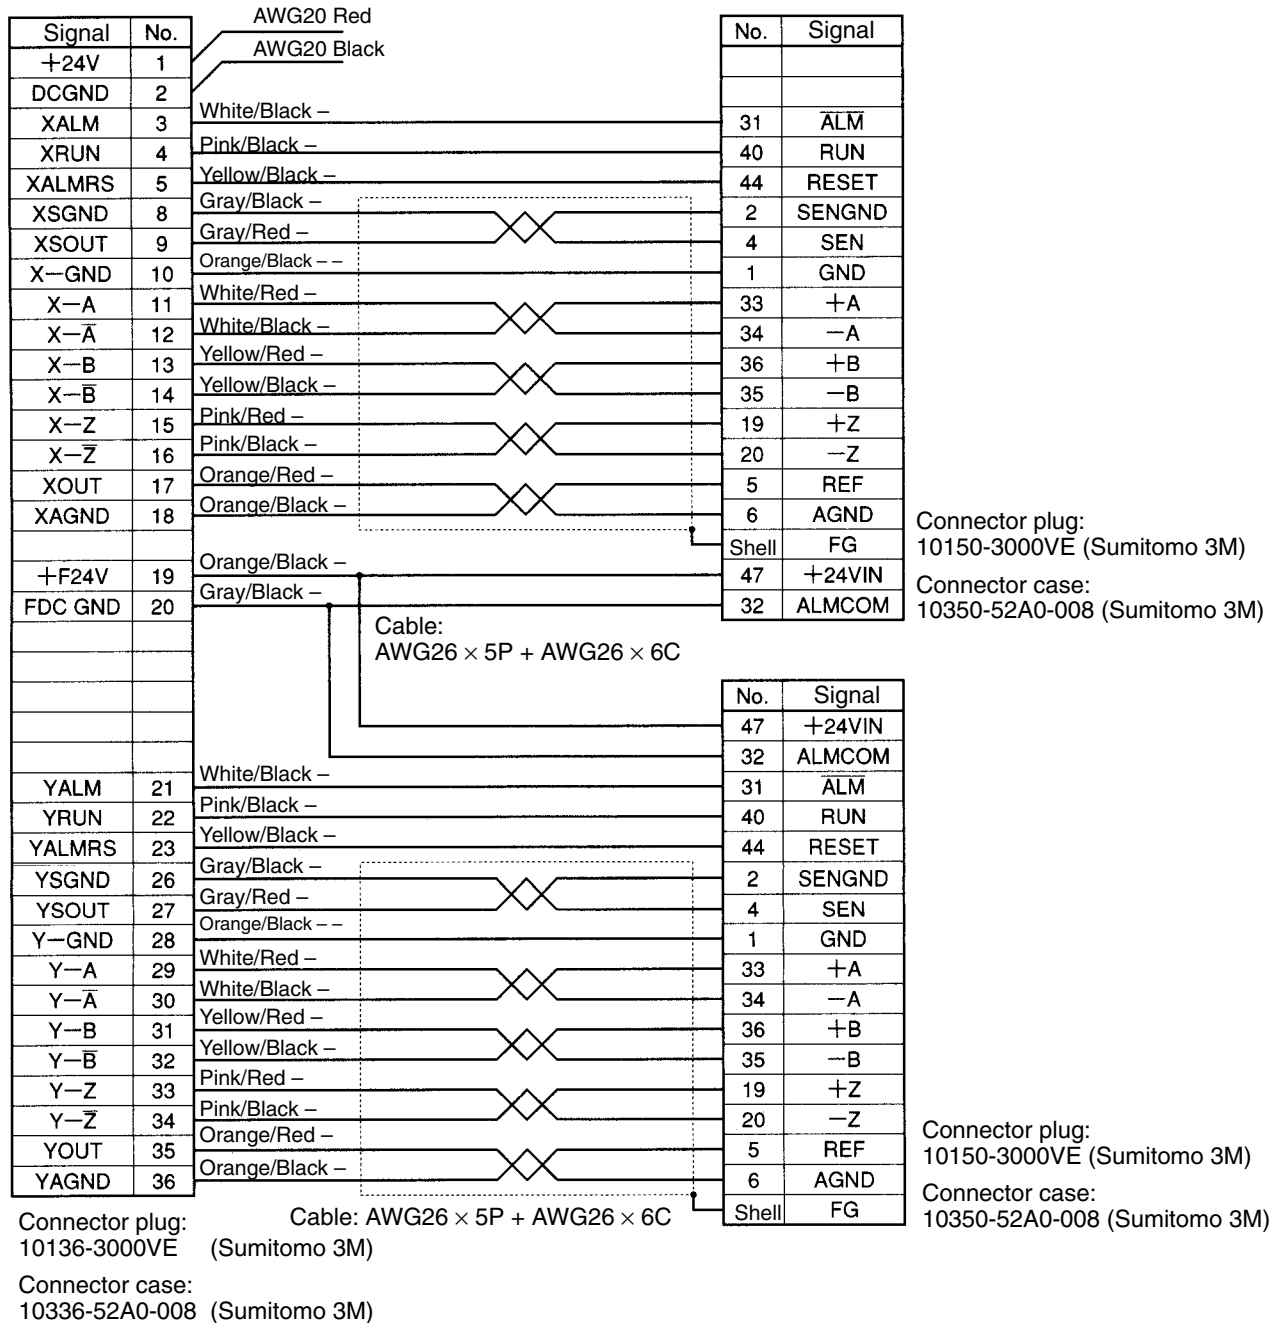 AWG20 Red
AWG20 Black
Signal No.
+24V 1
DCGND 2
XALM 3 White/Black –
XRUN 4 Pink/Black –
XALMRS 5 Yellow/Black –
XSGND 8 Gray/Black –
XSOUT 9 Gray/Red –
X–GND 10 Orange/Black – –
X–A 11 White/Red –
X–A̅ 12 White/Black –
X–B 13 Yellow/Red –
X–B̅ 14 Yellow/Black –
X–Z 15 Pink/Red –
X–Z̅ 16 Pink/Black –
XOUT 17 Orange/Red –
XAGND 18 Orange/Black –
+F24V 19 Orange/Black –
FDC GND 20 Gray/Black –
No. Signal
31 A̅L̅M̅
40 RUN
44 RESET
2 SENGND
4 SEN
1 GND
33 +A
34 –A
36 +B
35 –B
19 +Z
20 –Z
5 REF
6 AGND
Shell FG
47 +24VIN
32 ALMCOM
Connector plug:
10150-3000VE (Sumitomo 3M)
Connector case:
10350-52A0-008 (Sumitomo 3M)
Cable:
AWG26 × 5P + AWG26 × 6C
YALM 21 White/Black –
YRUN 22 Pink/Black –
YALMRS 23 Yellow/Black –
YSGND 26 Gray/Black –
YSOUT 27 Gray/Red –
Y–GND 28 Orange/Black – –
Y–A 29 White/Red –
Y–A̅ 30 White/Black –
Y–B 31 Yellow/Red –
Y–B̅ 32 Yellow/Black –
Y–Z 33 Pink/Red –
Y–Z̅ 34 Pink/Black –
YOUT 35 Orange/Red –
YAGND 36 Orange/Black –
No. Signal
47 +24VIN
32 ALMCOM
31 A̅L̅M̅
40 RUN
44 RESET
2 SENGND
4 SEN
1 GND
33 +A
34 –A
36 +B
35 –B
19 +Z
20 –Z
5 REF
6 AGND
Shell FG
Connector plug:
10150-3000VE (Sumitomo 3M)
Connector case:
10350-52A0-008 (Sumitomo 3M)
Cable: AWG26 × 5P + AWG26 × 6C
Connector plug:
10136-3000VE (Sumitomo 3M)
Connector case:
10336-52A0-008 (Sumitomo 3M)